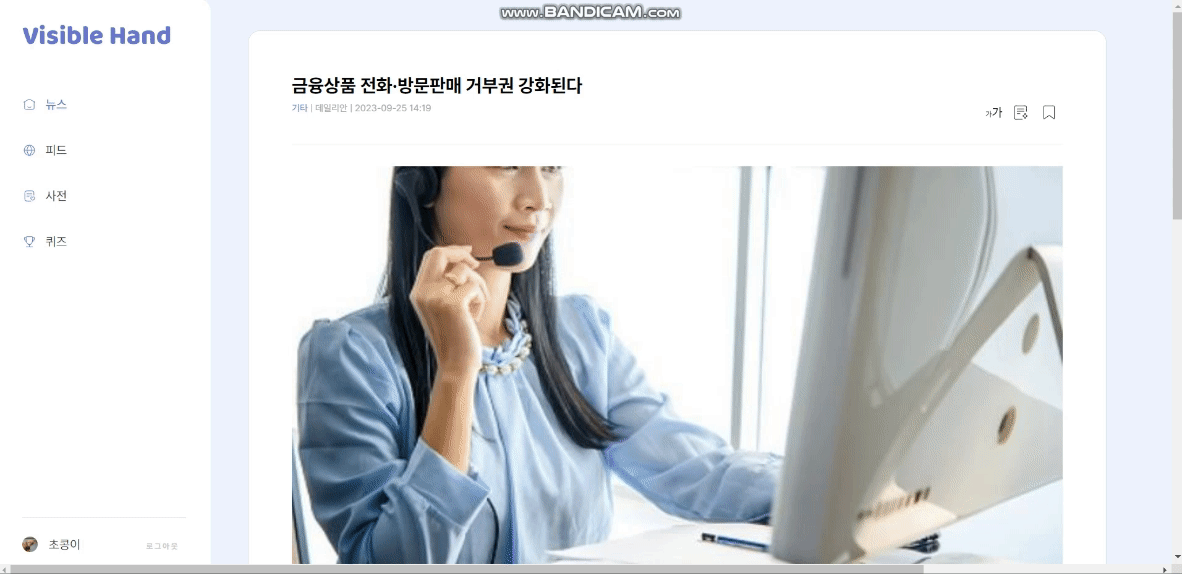 www.BANDICAM.com
Visible Hand
뉴스
피드
사전
퀴즈
초콩이
로그아웃
금융상품 전화·방문판매 거부권 강화된다
기타 | 데일리안 | 2023-09-25 14:19
가가